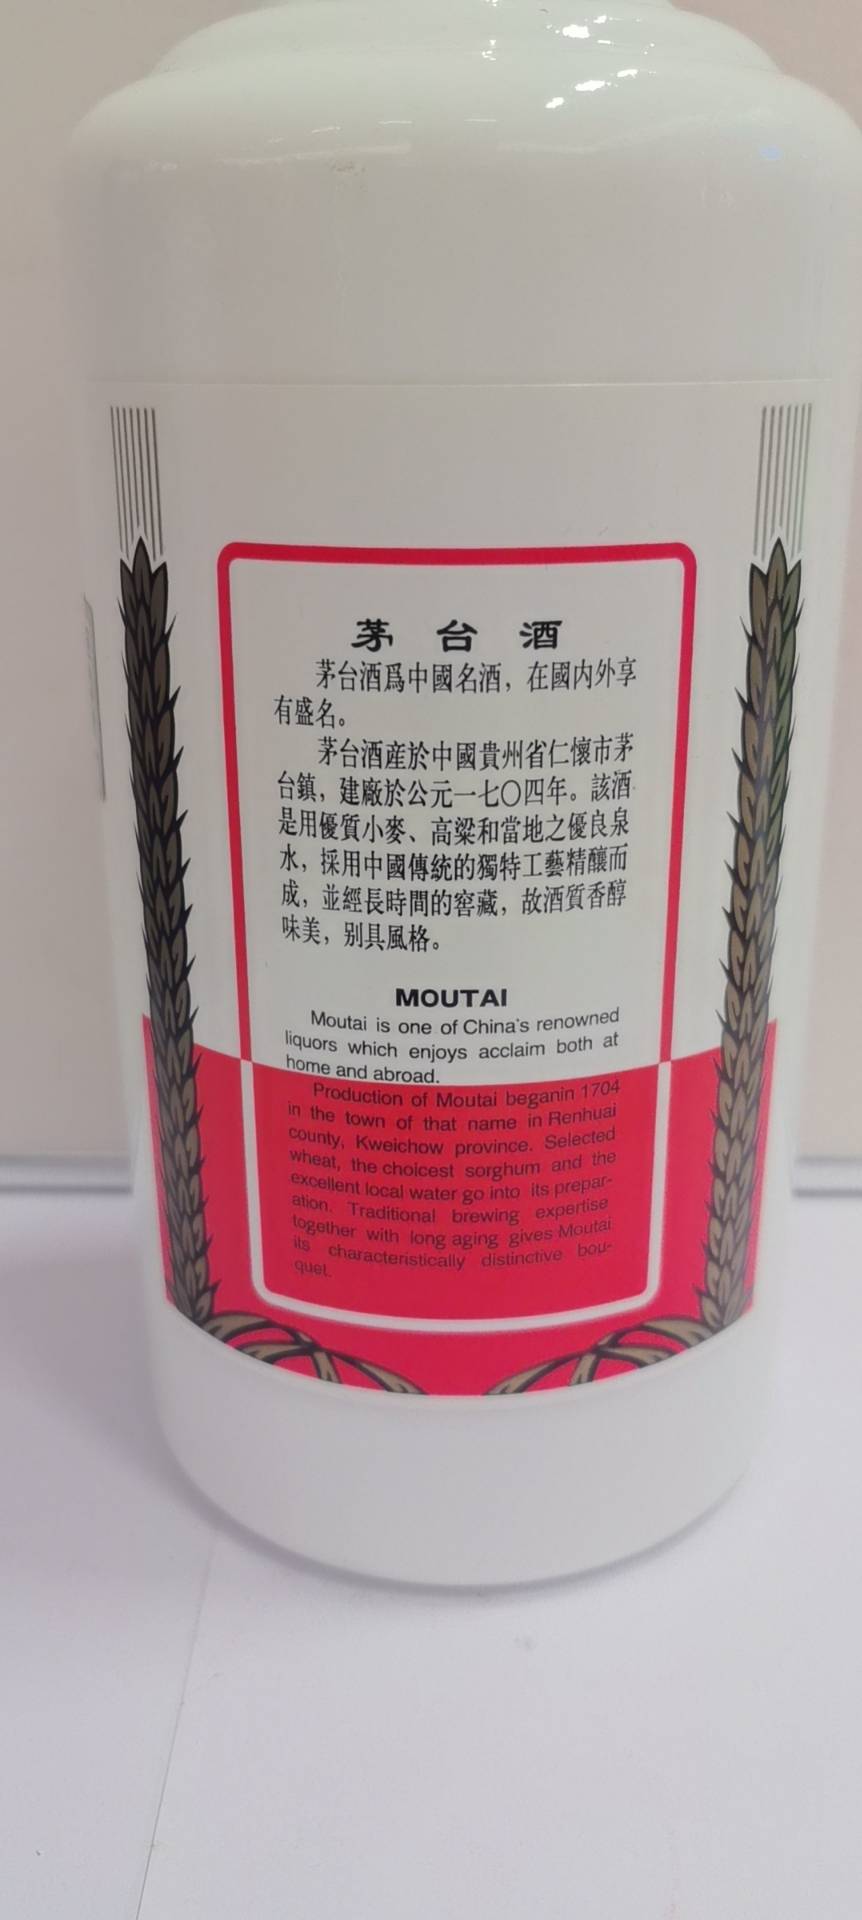 茅台酒
茅台酒爲中國名酒，在國内外享
有盛名。
茅台酒産於中國貴州省仁懷市茅
台鎮，建廠於公元一七〇四年。該酒
是用優質小麥、高粱和當地之優良泉
水，採用中國傳統的獨特工藝精釀而
成，並經長時間的窖藏，故酒質香醇
味美，别具風格。
MOUTAI
Moutai is one of China's renowned
liquors which enjoys acclaim both at
home and abroad.
Production of Moutai beganin 1704
in the town of that name in Renhuai
county, Kweichow province. Selected
wheat, the choicest sorghum and the
excellent local water go into its prepar-
ation. Traditional brewing expertise
together with long aging gives Moutai
its characteristically distinctive bou-
quet.